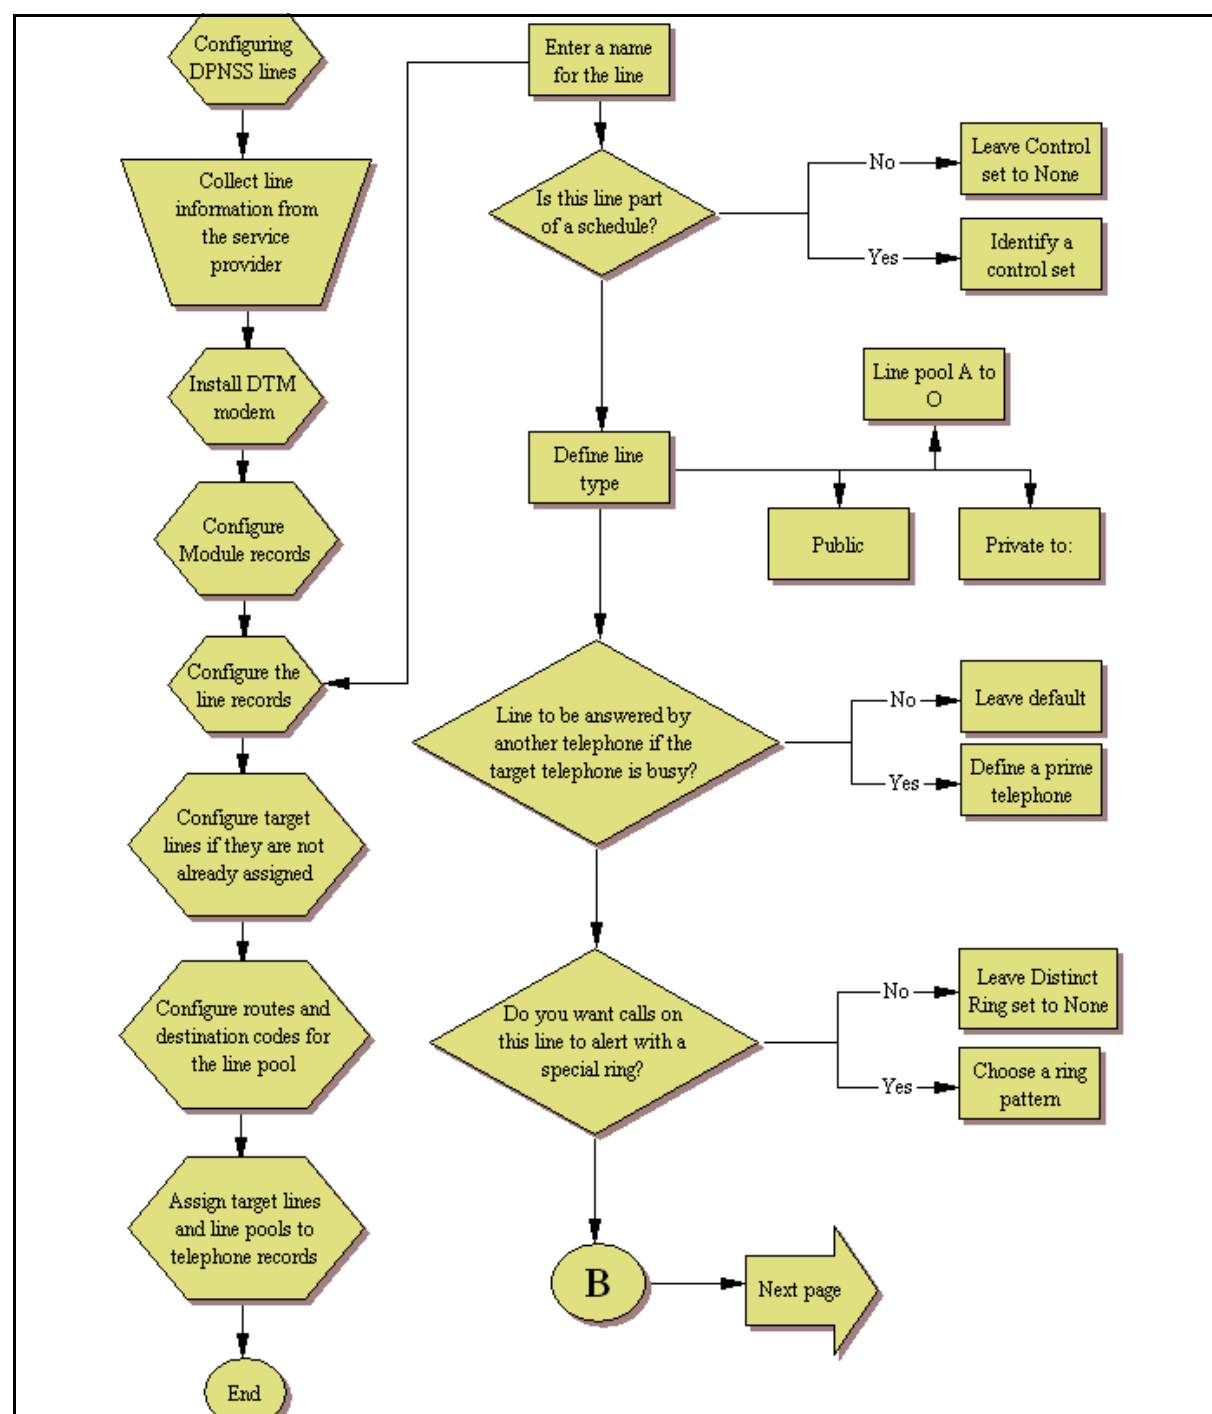 Configuring
DPNSS lines
Collect line
information from
the service
provider
Install DTM
modem
Configure
Module records
Configure the
line records
Configure target
lines if they are not
already assigned
Configure routes and
destination codes for
the line pool
Assign target lines
and line pools to
telephone records
End
Enter a name
for the line
Is this line part
of a schedule?
No
Leave Control
set to None
Yes
Identify a
control set
Define line
type
Line pool A to
O
Public
Private to:
Line to be answered by
another telephone if the
target telephone is busy?
No
Leave default
Yes
Define a prime
telephone
Do you want calls on
this line to alert with a
special ring?
No
Leave Distinct
Ring set to None
Yes
Choose a ring
pattern
B
Next page